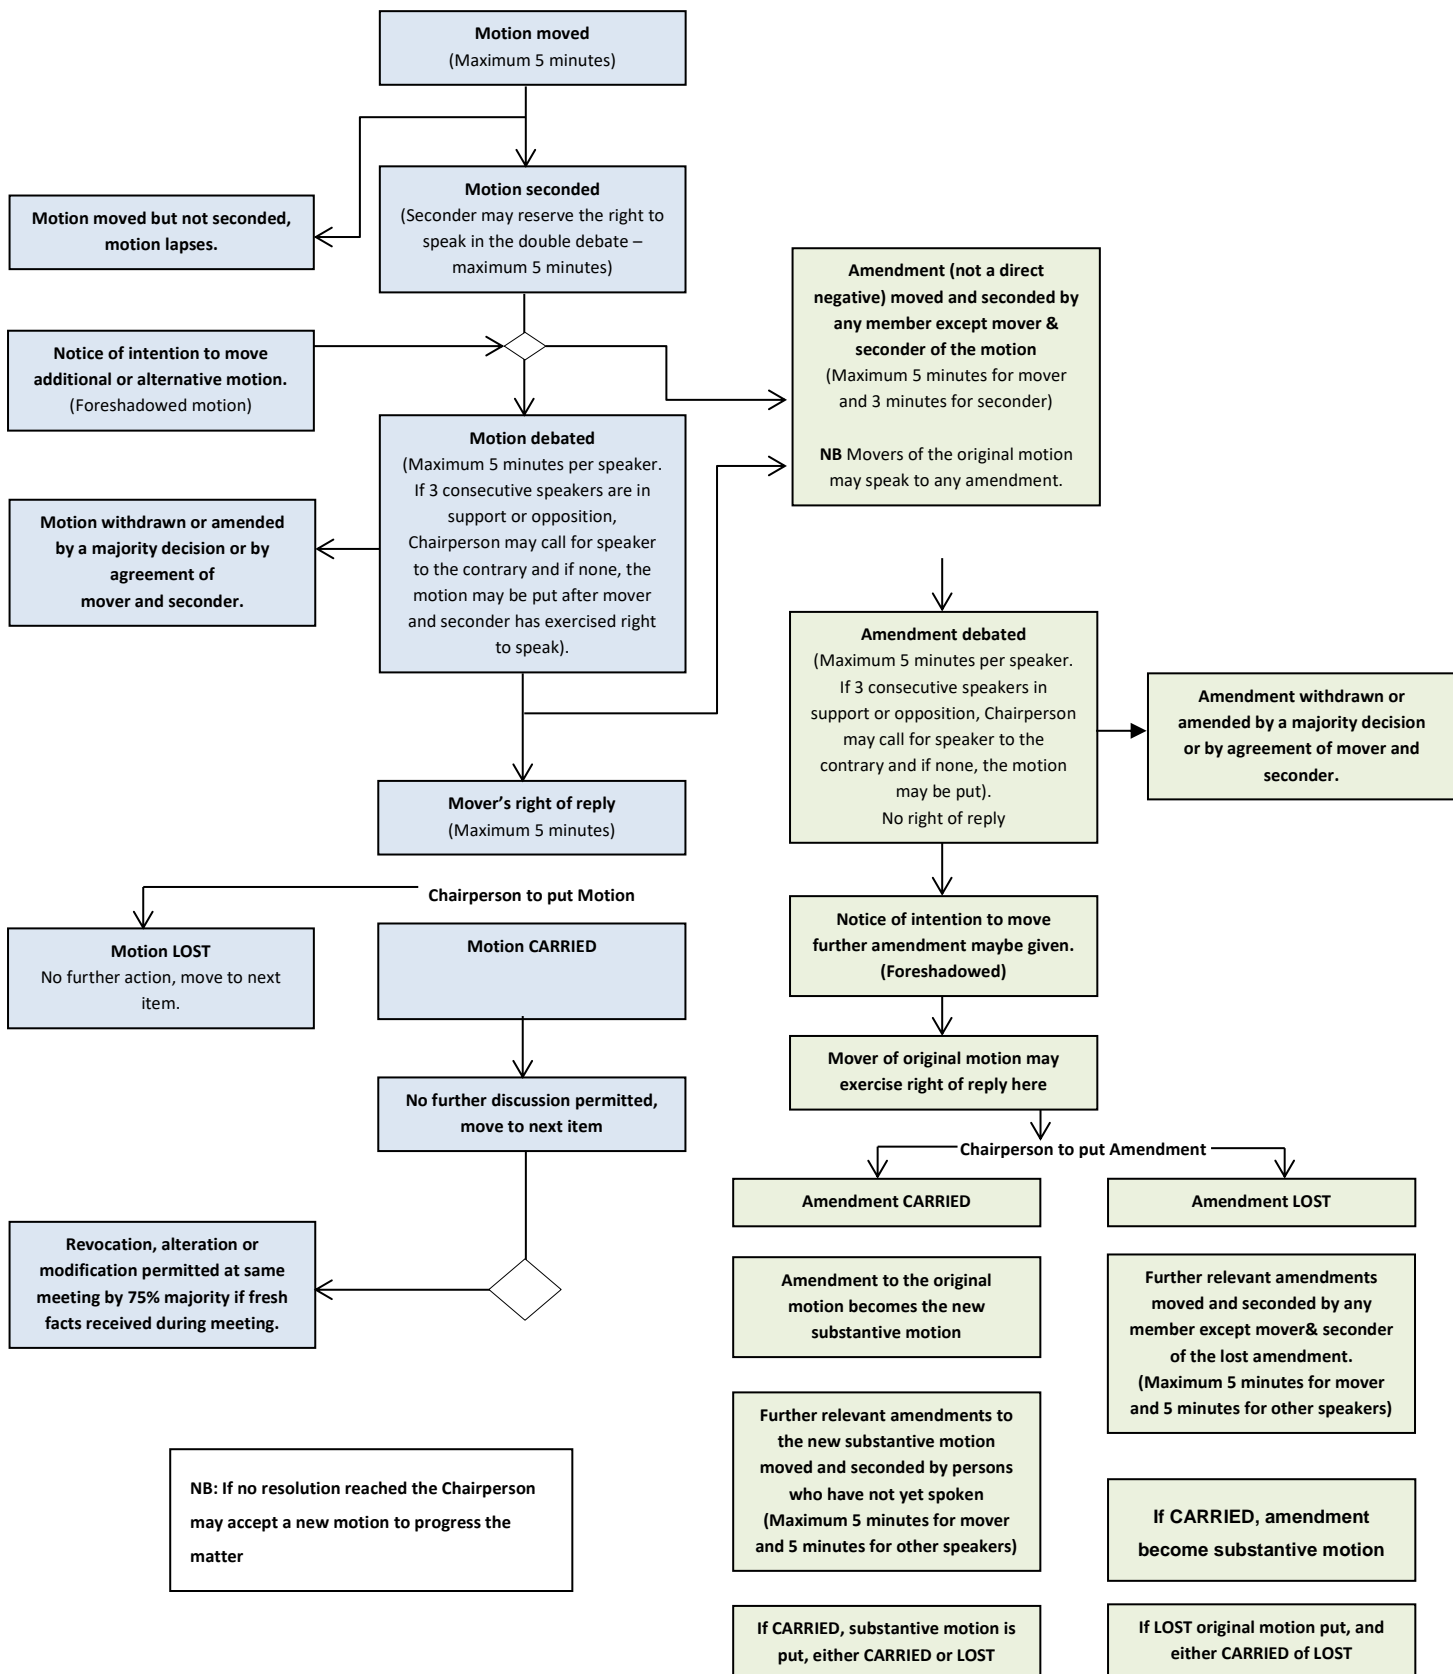 Motion moved
(Maximum 5 minutes)
Motion seconded
(Seconder may reserve the right to
speak in the double debate –
maximum 5 minutes)
Motion moved but not seconded,
motion lapses.
Notice of intention to move
additional or alternative motion.
(Foreshadowed motion)
Motion debated
(Maximum 5 minutes per speaker.
If 3 consecutive speakers are in
support or opposition,
Chairperson may call for speaker
to the contrary and if none, the
motion may be put after mover
and seconder has exercised right
to speak).
Motion withdrawn or amended
by a majority decision or by
agreement of
mover and seconder.
Mover’s right of reply
(Maximum 5 minutes)
Chairperson to put Motion
Motion LOST
No further action, move to next
item.
Motion CARRIED
No further discussion permitted,
move to next item
Revocation, alteration or
modification permitted at same
meeting by 75% majority if fresh
facts received during meeting.
NB: If no resolution reached the Chairperson
may accept a new motion to progress the
matter
Amendment (not a direct
negative) moved and seconded by
any member except mover &
seconder of the motion
(Maximum 5 minutes for mover
and 3 minutes for seconder)
NB Movers of the original motion
may speak to any amendment.
Amendment debated
(Maximum 5 minutes per speaker.
If 3 consecutive speakers in
support or opposition, Chairperson
may call for speaker to the
contrary and if none, the motion
may be put).
No right of reply
Amendment withdrawn or
amended by a majority decision
or by agreement of mover and
seconder.
Notice of intention to move
further amendment maybe given.
(Foreshadowed)
Mover of original motion may
exercise right of reply here
Chairperson to put Amendment
Amendment CARRIED
Amendment to the original
motion becomes the new
substantive motion
Further relevant amendments to
the new substantive motion
moved and seconded by persons
who have not yet spoken
(Maximum 5 minutes for mover
and 5 minutes for other speakers)
If CARRIED, substantive motion is
put, either CARRIED or LOST
Amendment LOST
Further relevant amendments
moved and seconded by any
member except mover& seconder
of the lost amendment.
(Maximum 5 minutes for mover
and 5 minutes for other speakers)
If CARRIED, amendment
become substantive motion
If LOST original motion put, and
either CARRIED of LOST